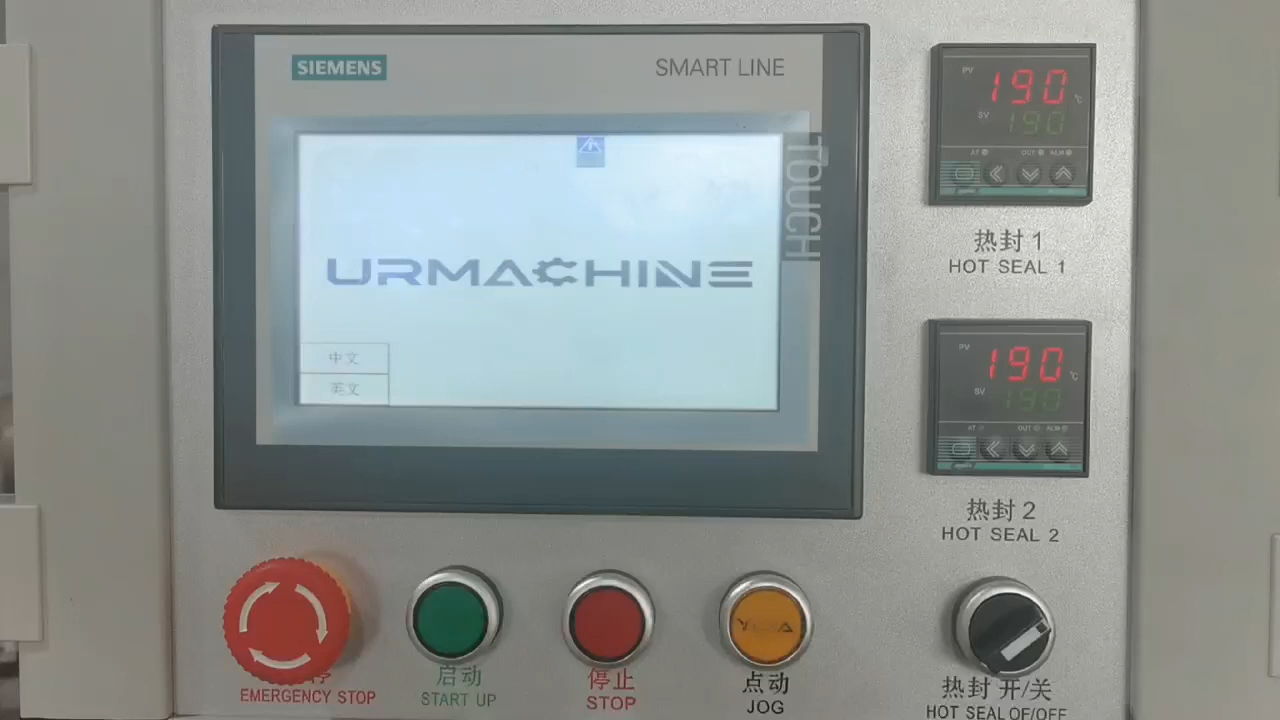 SIEMENS
SMART LINE
TOUCH
URMACHINE
中文
英文
PV 190 ℃
SV 190
AT OUT ALM
热封 1
HOT SEAL 1
PV 190 ℃
SV 190
AT OUT ALM
热封 2
HOT SEAL 2
EMERGENCY STOP
启动
START UP
停止
STOP
点动
JOG
热封 开/关
HOT SEAL OF/OFF